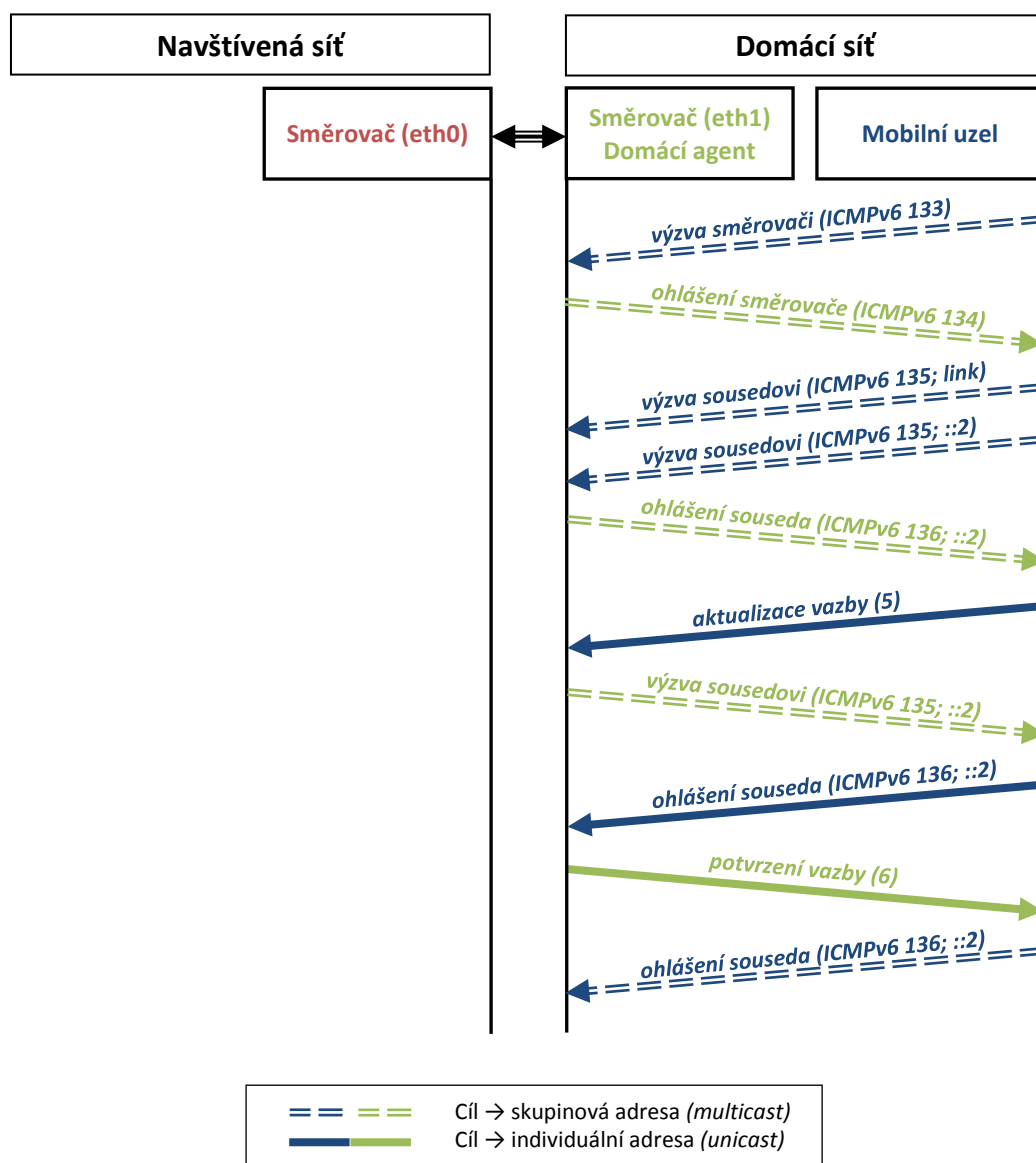 Navštívená síť
Domácí síť
Směrovač (eth0)
Směrovač (eth1)
Domácí agent
Mobilní uzel
výzva směrovači (ICMPv6 133)
ohlášení směrovače (ICMPv6 134)
výzva sousedovi (ICMPv6 135; link)
výzva sousedovi (ICMPv6 135; ::2)
ohlášení souseda (ICMPv6 136; ::2)
aktualizace vazby (5)
výzva sousedovi (ICMPv6 135; ::2)
ohlášení souseda (ICMPv6 136; ::2)
potvrzení vazby (6)
ohlášení souseda (ICMPv6 136; ::2)
Cíl → skupinová adresa (multicast)
Cíl → individuální adresa (unicast)